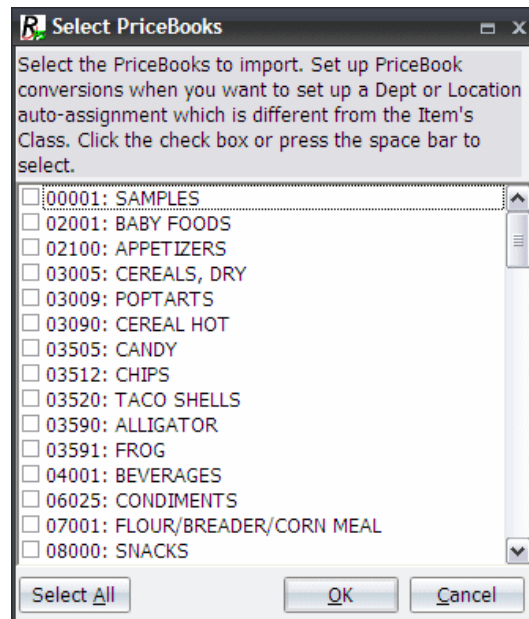 R Select PriceBooks
Select the PriceBooks to import. Set up PriceBook
conversions when you want to set up a Dept or Location
auto-assignment which is different from the Item's
Class. Click the check box or press the space bar to
select.
00001: SAMPLES
02001: BABY FOODS
02100: APPETIZERS
03005: CEREALS, DRY
03009: POPTARTS
03090: CEREAL HOT
03505: CANDY
03512: CHIPS
03520: TACO SHELLS
03590: ALLIGATOR
03591: FROG
04001: BEVERAGES
06025: CONDIMENTS
07001: FLOUR/BREADER/CORN MEAL
08000: SNACKS
Select All OK Cancel